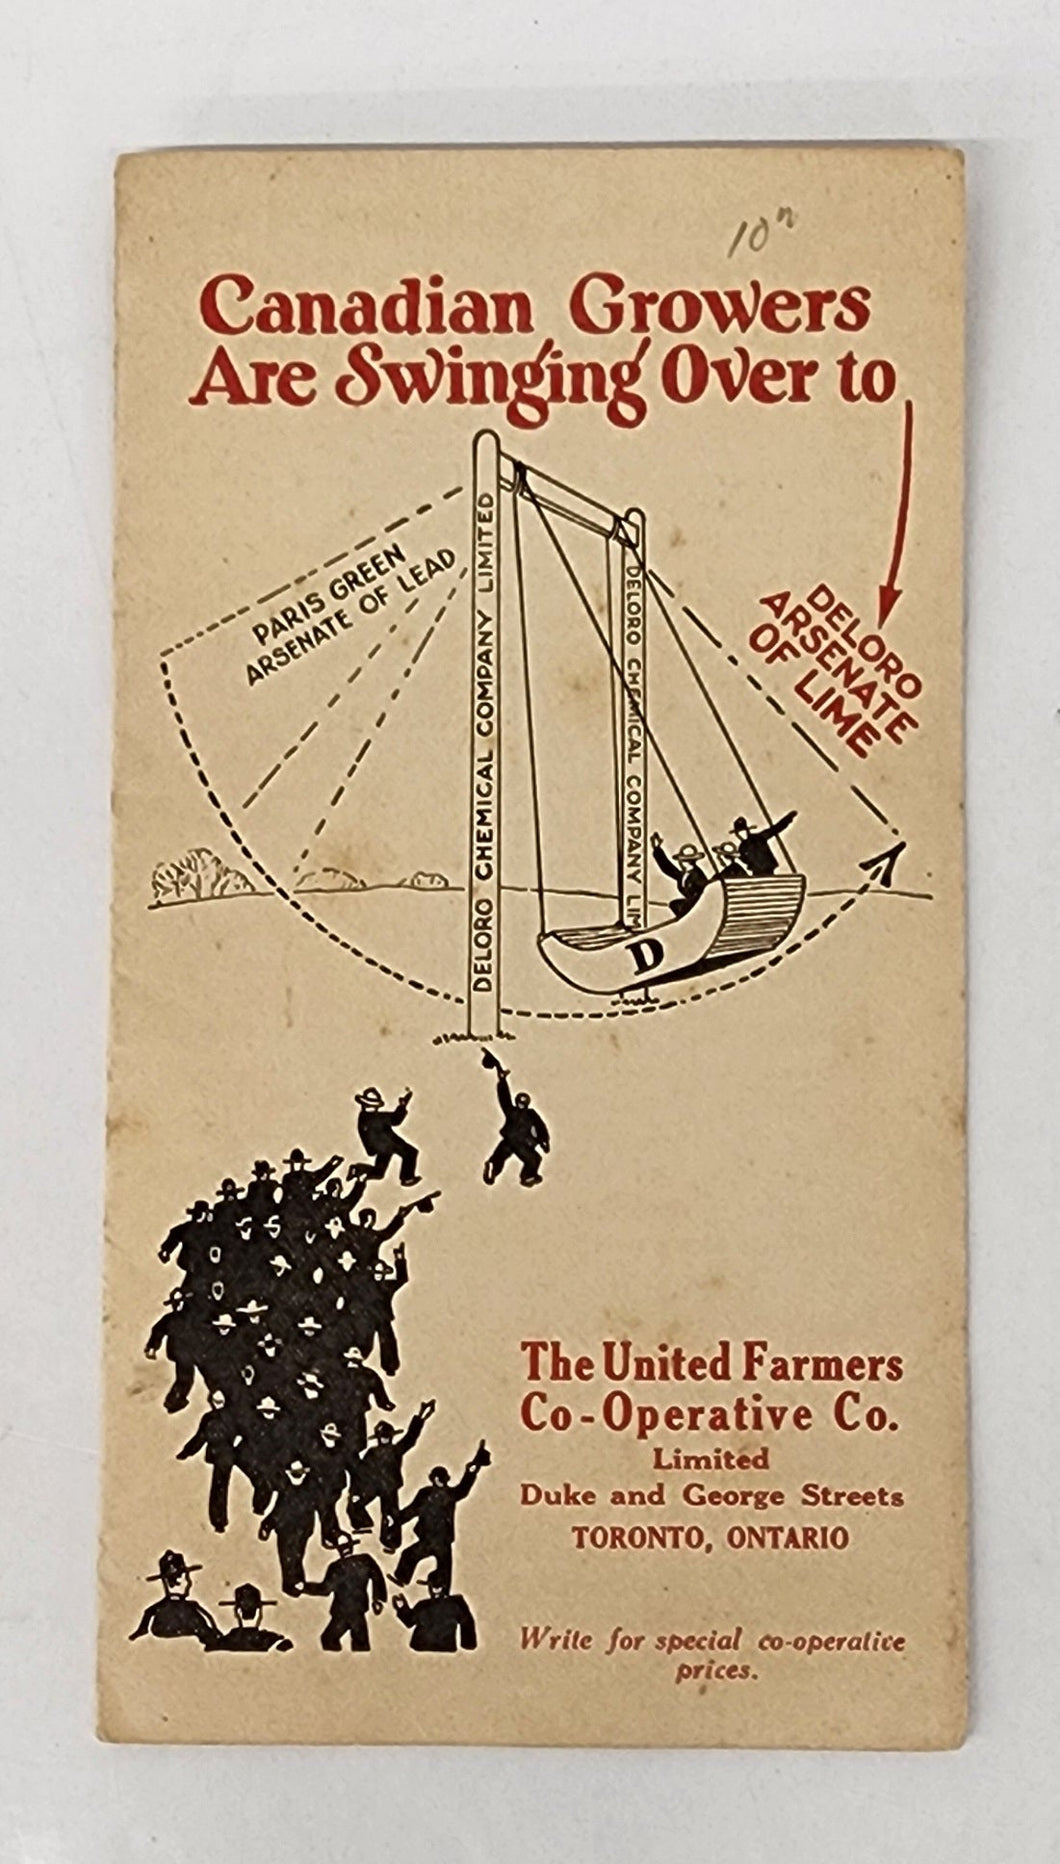 10¢
Canadian Growers
Are Swinging Over to
PARIS GREEN
ARSENATE OF LEAD
DELORO CHEMICAL COMPANY LIMITED
DELORO CHEMICAL COMPANY LIM
DELORO
ARSENATE
OF LIME
D
The United Farmers
Co-Operative Co.
Limited
Duke and George Streets
TORONTO, ONTARIO
Write for special co-operative
prices.